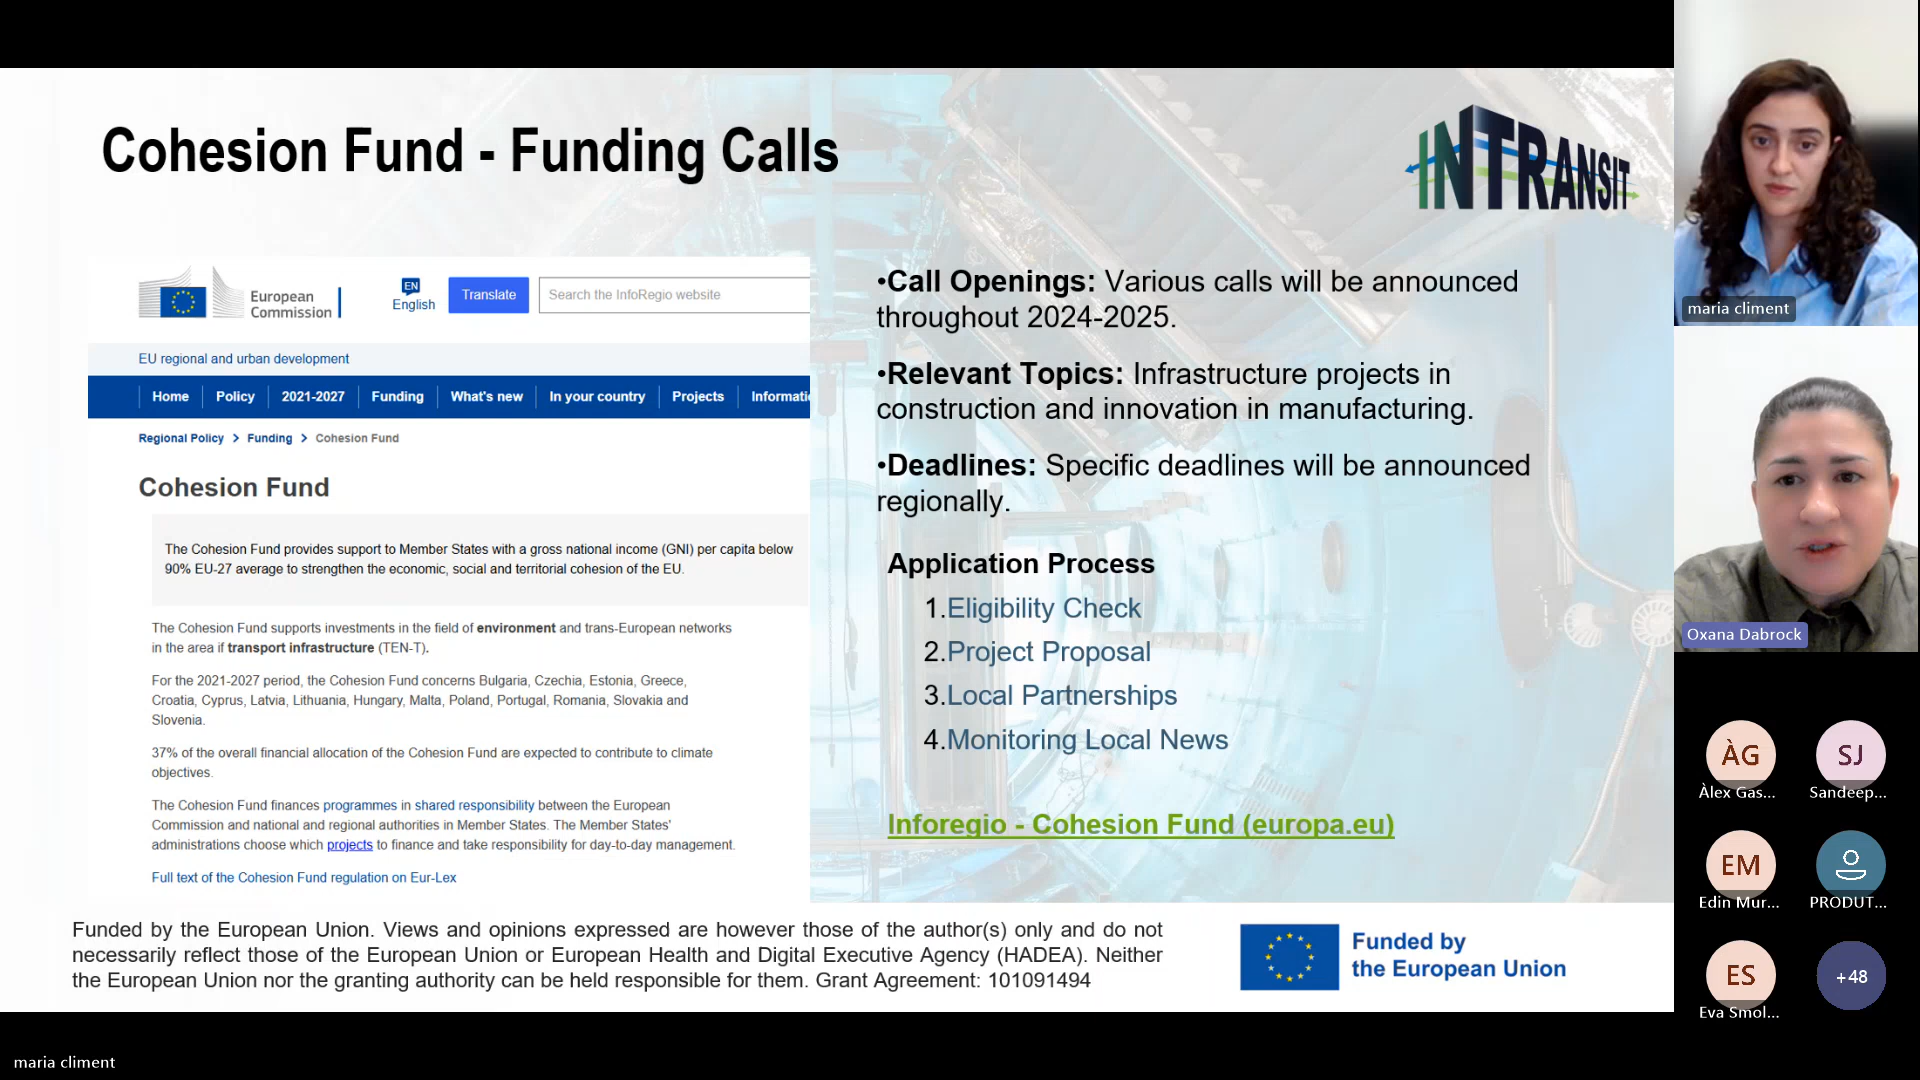 Cohesion Fund - Funding Calls
INTRANSIT
European
Commission
EN
English
Translate
Search the InfoRegio website
EU regional and urban development
Home
Policy
2021-2027
Funding
What's new
In your country
Projects
Regional Policy > Funding > Cohesion Fund
Cohesion Fund
The Cohesion Fund provides support to Member States with a gross national income (GNI) per capita below
90% EU-27 average to strengthen the economic, social and territorial cohesion of the EU.
The Cohesion Fund supports investments in the field of environment and trans-European networks
in the area if transport infrastructure (TEN-T).
For the 2021-2027 period, the Cohesion Fund concerns Bulgaria, Czechia, Estonia, Greece,
Croatia, Cyprus, Latvia, Lithuania, Hungary, Malta, Poland, Portugal, Romania, Slovakia and
Slovenia.
37% of the overall financial allocation of the Cohesion Fund are expected to contribute to climate
objectives.
The Cohesion Fund finances programmes in shared responsibility between the European
Commission and national and regional authorities in Member States. The Member States'
administrations choose which projects to finance and take responsibility for day-to-day management.
Full text of the Cohesion Fund regulation on Eur-Lex
•Call Openings: Various calls will be announced
throughout 2024-2025.
•Relevant Topics: Infrastructure projects in
construction and innovation in manufacturing.
•Deadlines: Specific deadlines will be announced
regionally.
Application Process
1.Eligibility Check
2.Project Proposal
3.Local Partnerships
4.Monitoring Local News
Inforegio - Cohesion Fund (europa.eu)
Funded by the European Union. Views and opinions expressed are however those of the author(s) only and do not
necessarily reflect those of the European Union or European Health and Digital Executive Agency (HADEA). Neither
the European Union nor the granting authority can be held responsible for them. Grant Agreement: 101091494
Funded by
the European Union
maria climent
Oxana Dabrock
ÀG
Àlex Gas...
SJ
Sandeep...
EM
Edin Mur...
PRODUT...
ES
Eva Smol...
+48
maria climent